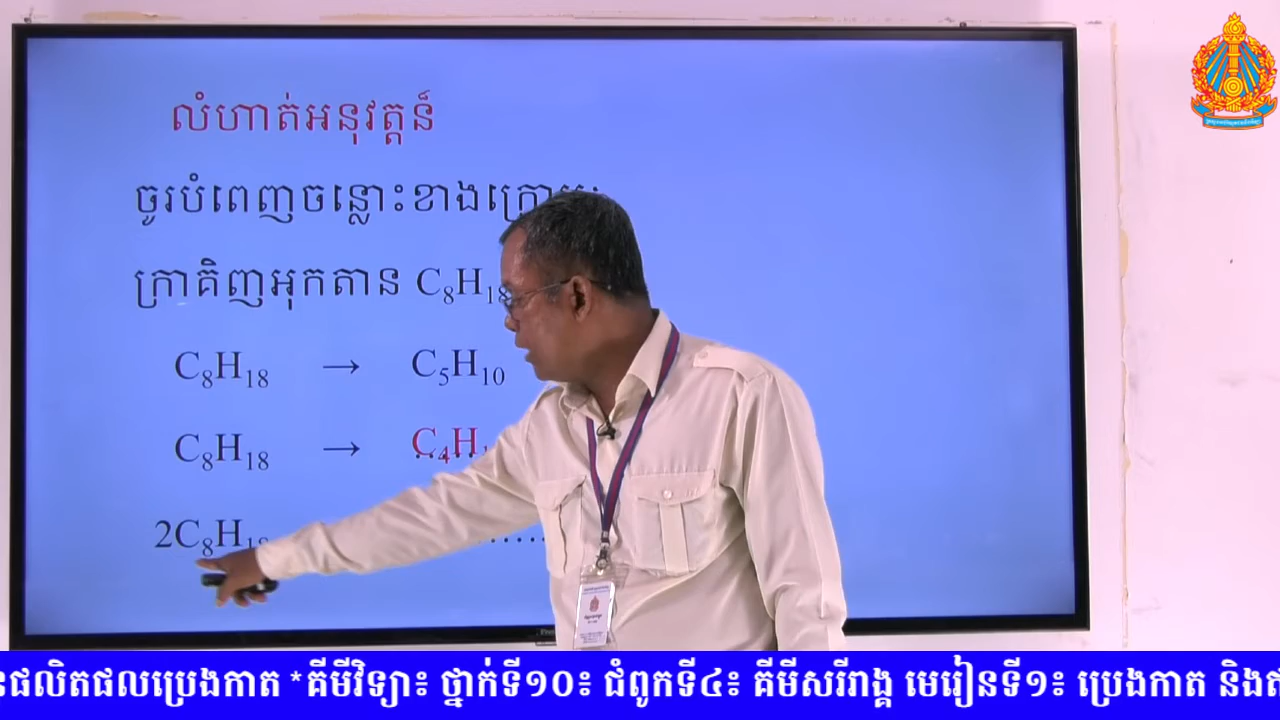 លំហាត់អនុវត្តន៍
ចូរបំពេញចន្លោះខាងក្រោម
ក្រាគិញអុកតាន C₈H₁₈
C₈H₁₈ → C₅H₁₀
C₈H₁₈ → C₄H
2C₈H₁₈ ......
ផលិតផលប្រេងកាត *គីមីវិទ្យា៖ ថ្នាក់ទី១០៖ ជំពូកទី៤៖ គីមីសរីរាង្គ មេរៀនទី១៖ ប្រេងកាត និង